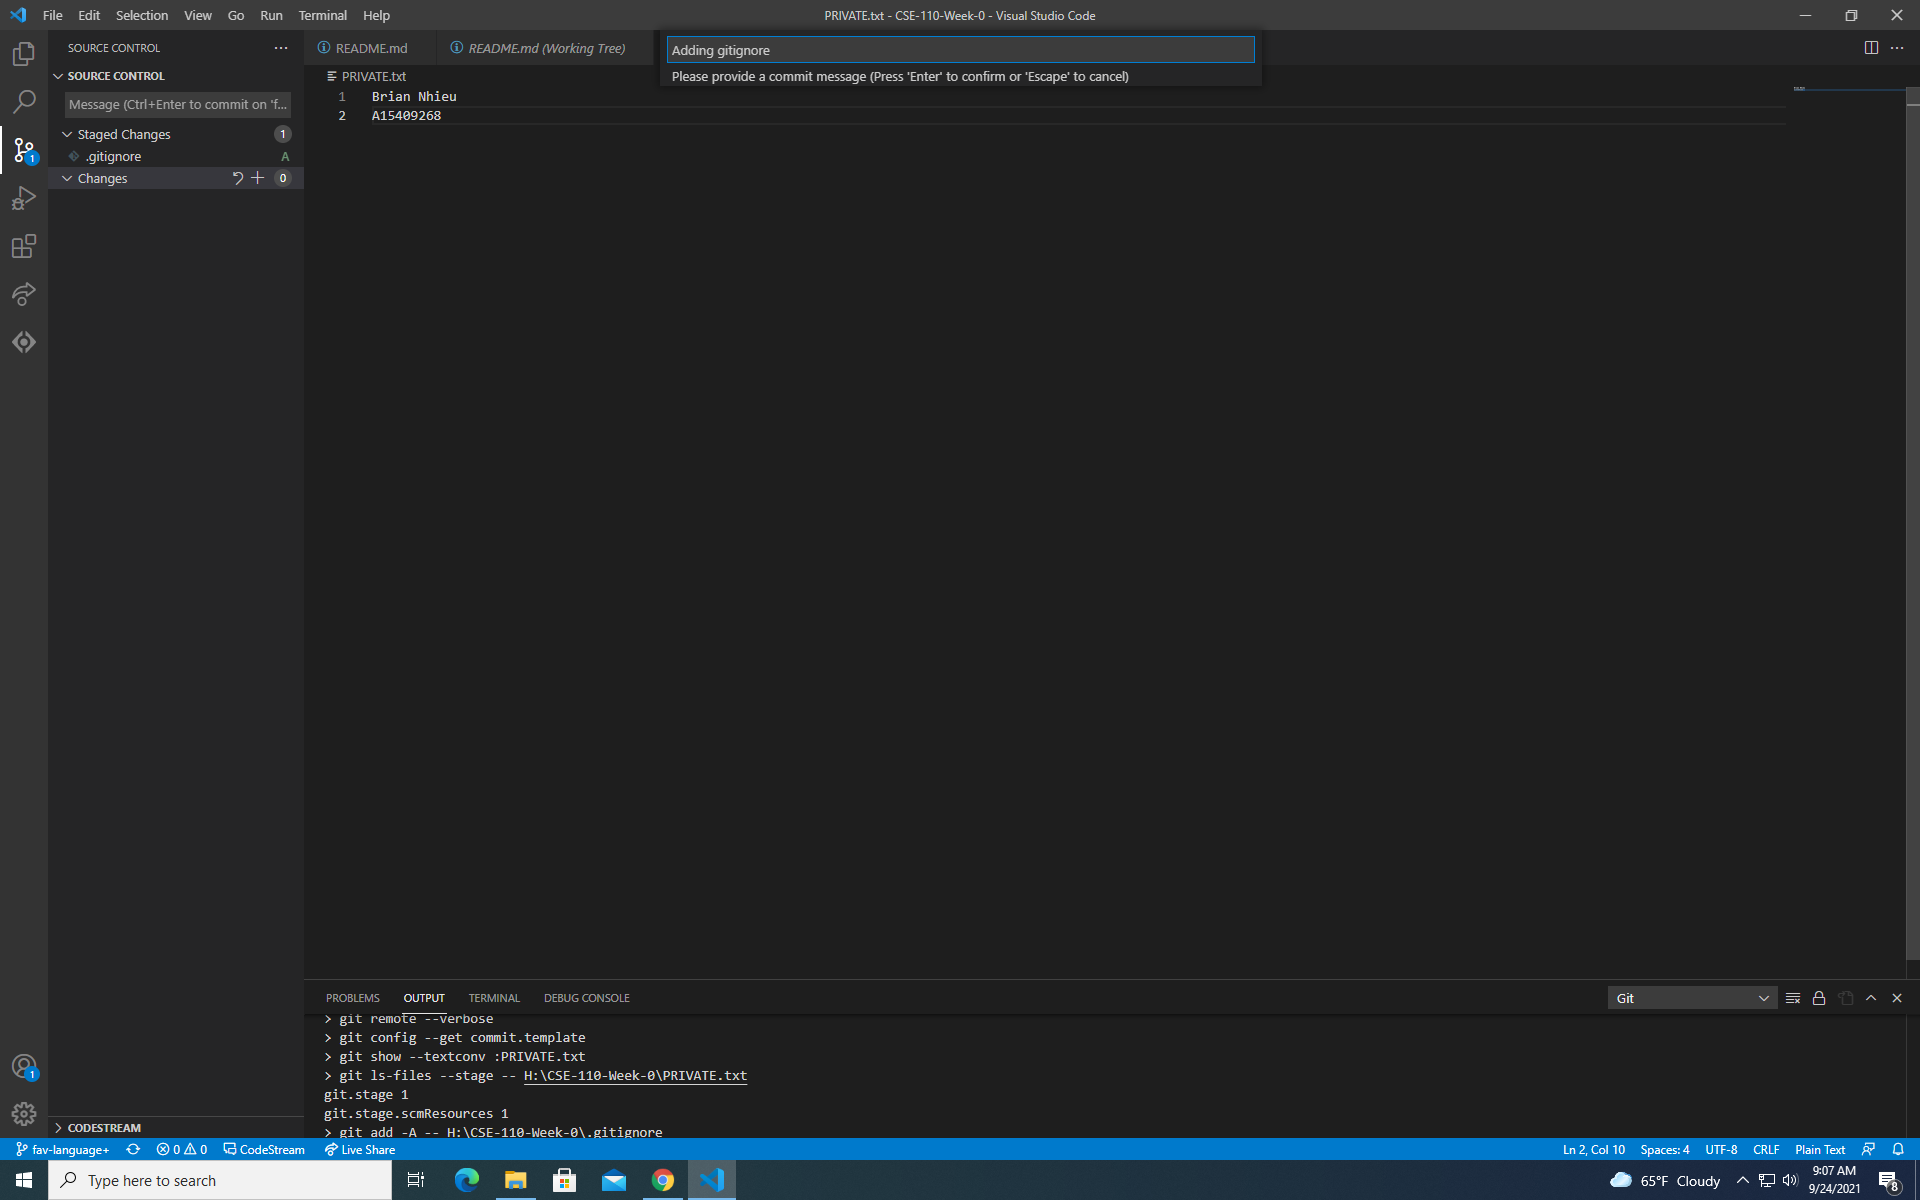 File Edit Selection View Go Run Terminal Help
PRIVATE.txt - CSE-110-Week-0 - Visual Studio Code
SOURCE CONTROL
README.md
README.md (Working Tree)
Adding gitignore
Please provide a commit message (Press 'Enter' to confirm or 'Escape' to cancel)
SOURCE CONTROL
Message (Ctrl+Enter to commit on 'f...
Staged Changes 1
.gitignore A
Changes 0
PRIVATE.txt
1 Brian Nhieu
2 A15409268
1
1
PROBLEMS OUTPUT TERMINAL DEBUG CONSOLE
Git
> git remote --verbose
> git config --get commit.template
> git show --textconv :PRIVATE.txt
> git ls-files --stage -- H:\CSE-110-Week-0\PRIVATE.txt
git.stage 1
git.stage.scmResources 1
> git add -A -- H:\CSE-110-Week-0\.gitignore
CODESTREAM
fav-language+ 0 0 CodeStream Live Share
Ln 2, Col 10 Spaces: 4 UTF-8 CRLF Plain Text
Type here to search
65°F Cloudy
9:07 AM
9/24/2021
8